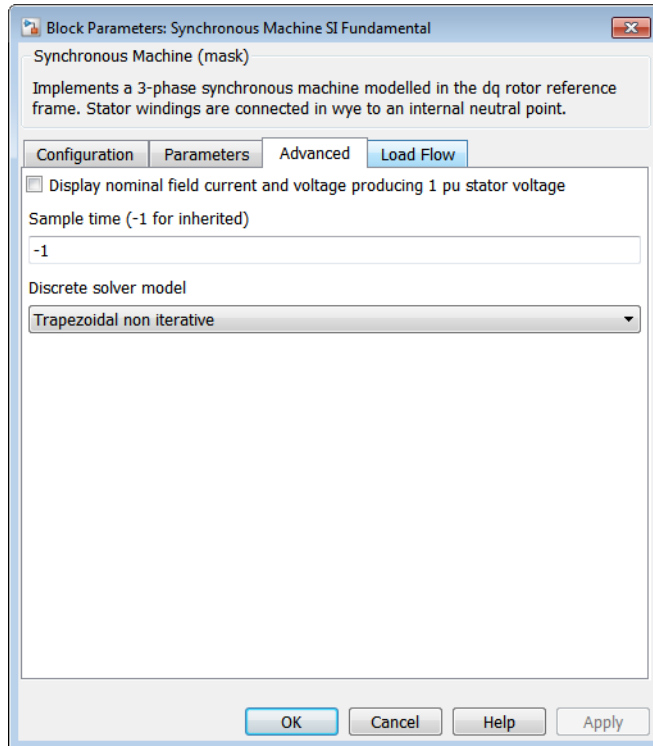 Block Parameters: Synchronous Machine SI Fundamental
Synchronous Machine (mask)
Implements a 3-phase synchronous machine modelled in the dq rotor reference
frame. Stator windings are connected in wye to an internal neutral point.
Configuration Parameters Advanced Load Flow
Display nominal field current and voltage producing 1 pu stator voltage
Sample time (-1 for inherited)
-1
Discrete solver model
Trapezoidal non iterative
OK Cancel Help Apply